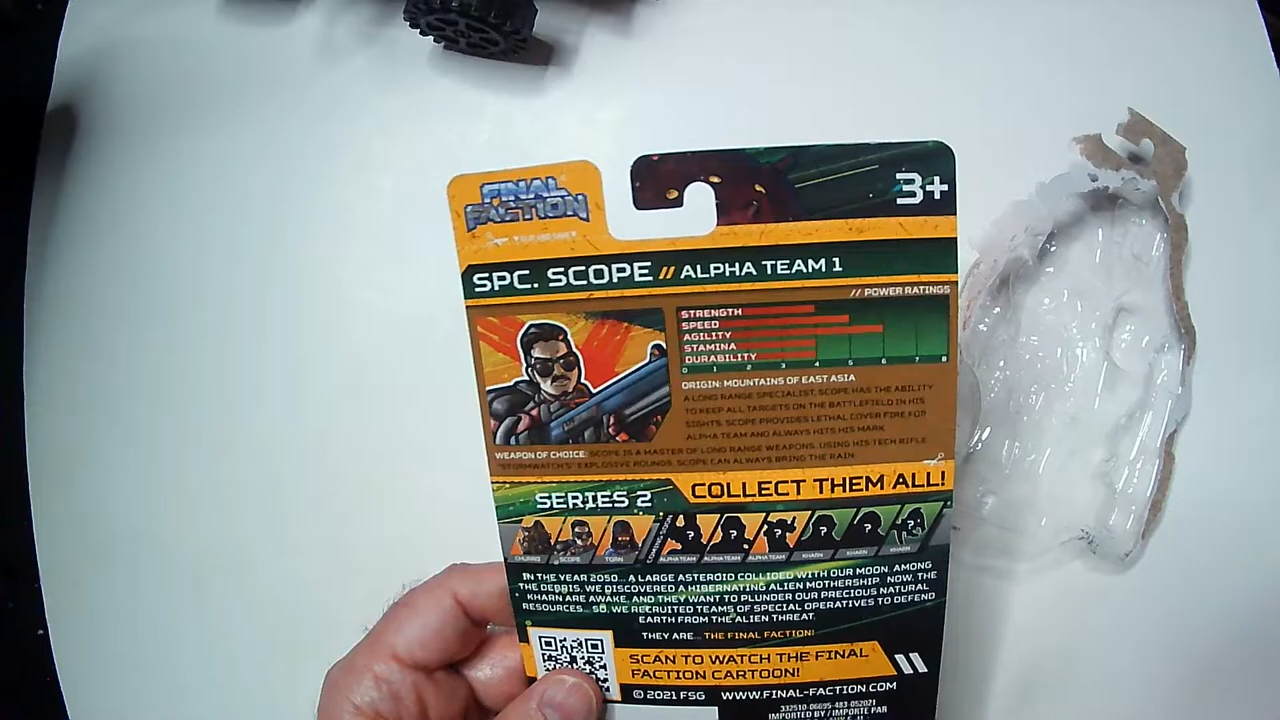 FINAL
FACTION
3+
SPC. SCOPE // ALPHA TEAM 1
// POWER RATINGS
STRENGTH
SPEED
AGILITY
STAMINA
DURABILITY
0 1 2 3 4 5 6 7 8
ORIGIN: MOUNTAINS OF EAST ASIA
A LONG RANGE SPECIALIST, SCOPE HAS THE ABILITY
TO KEEP ALL TARGETS ON THE BATTLEFIELD IN HIS
SIGHTS. SCOPE PROVIDES LETHAL COVER FIRE FOR
ALPHA TEAM AND ALWAYS HITS HIS MARK.
WEAPON OF CHOICE: SCOPE IS A MASTER OF LONG RANGE WEAPONS. USING HIS TECH RIFLE
"STORMWATCH'S" EXPLOSIVE ROUNDS, SCOPE CAN ALWAYS BRING THE RAIN.
SERIES 2
COLLECT THEM ALL!
COMING SOON
? ? ? ? ? ?
CHURRO SCOPE TORN ALPHA TEAM ALPHA TEAM ALPHA TEAM KHARN KHARN KHARN
IN THE YEAR 2050... A LARGE ASTEROID COLLIDED WITH OUR MOON. AMONG
THE DEBRIS, WE DISCOVERED A HIBERNATING ALIEN MOTHERSHIP. NOW, THE
KHARN ARE AWAKE, AND THEY WANT TO PLUNDER OUR PRECIOUS NATURAL
RESOURCES... SO, WE RECRUITED TEAMS OF SPECIAL OPERATIVES TO DEFEND
EARTH FROM THE ALIEN THREAT.
THEY ARE... THE FINAL FACTION!
SCAN TO WATCH THE FINAL
FACTION CARTOON!
© 2021 FSG WWW.FINAL-FACTION.COM
332510-06695-483-052021
IMPORTED BY / IMPORTE PAR